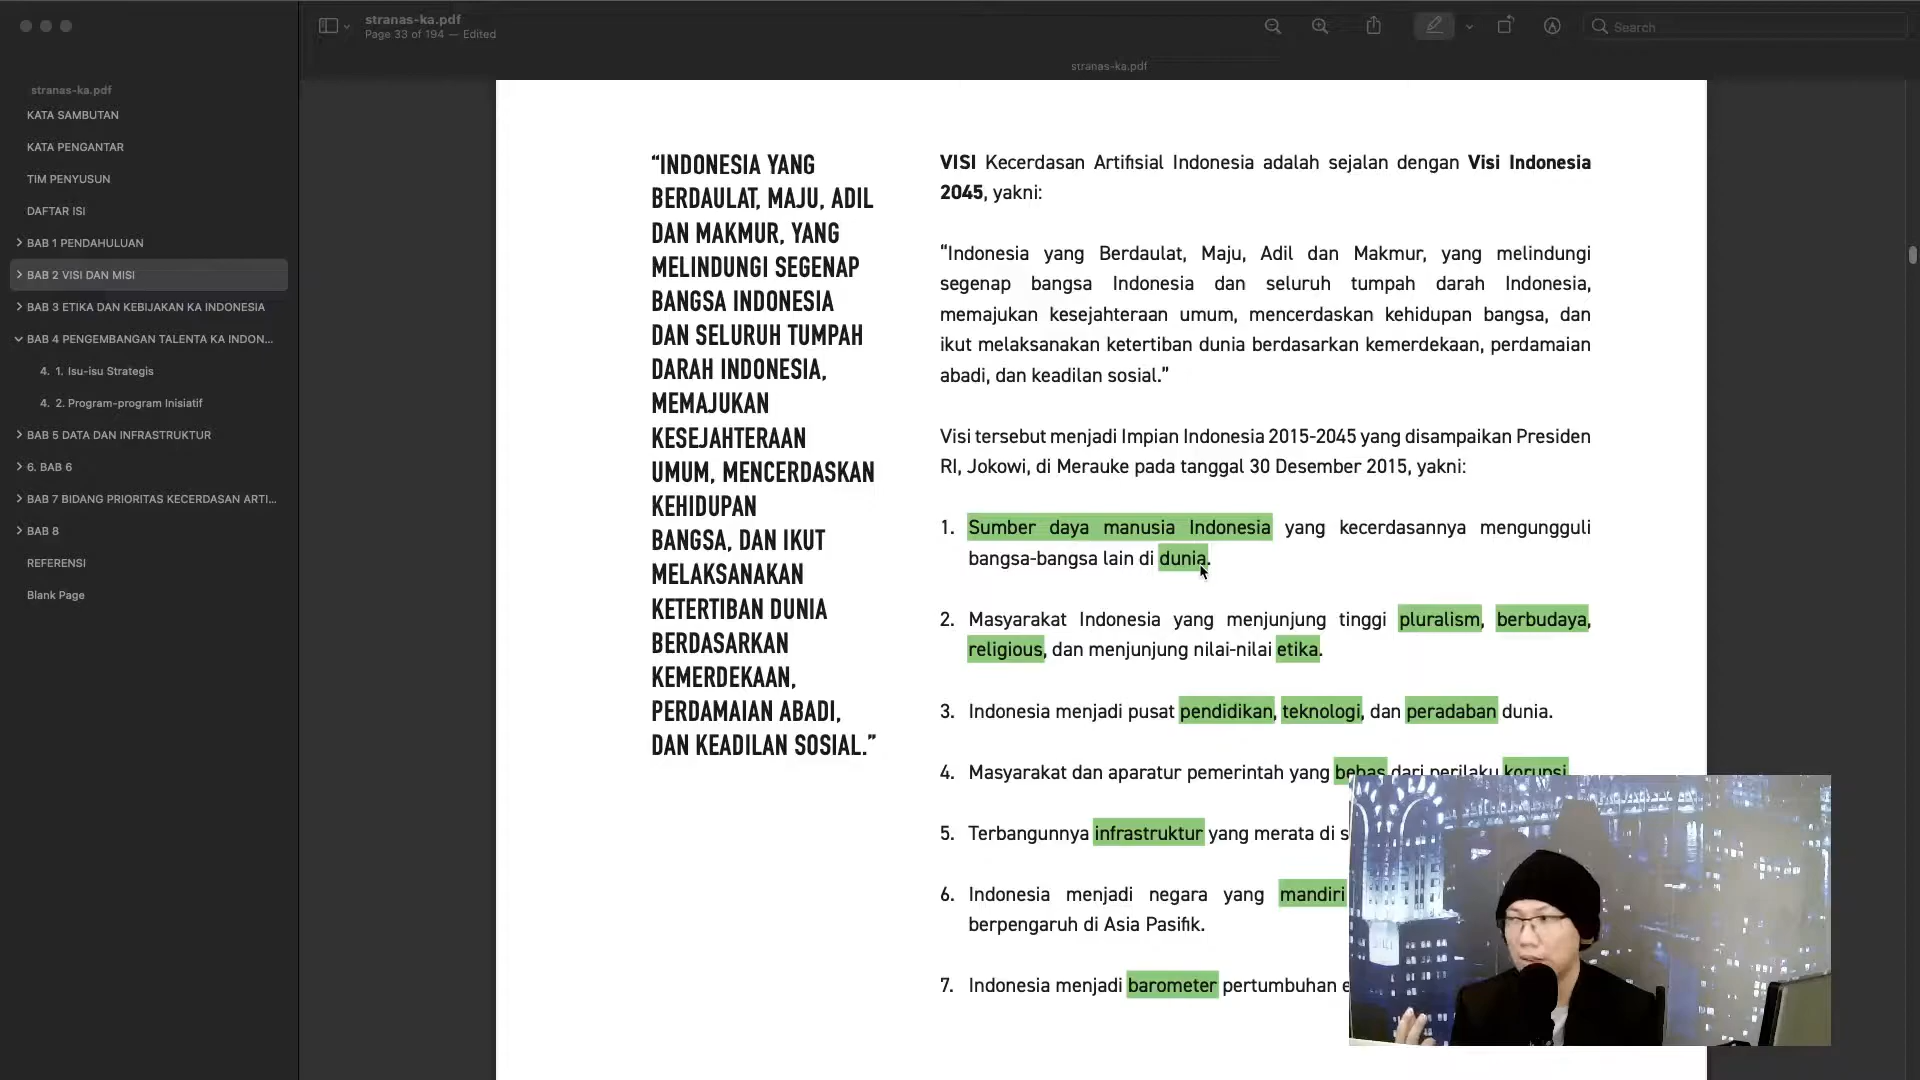 stranas-ka.pdf
Page 33 of 194 — Edited
Search
stranas-ka.pdf
stranas-ka.pdf
KATA SAMBUTAN
KATA PENGANTAR
TIM PENYUSUN
DAFTAR ISI
BAB 1 PENDAHULUAN
BAB 2 VISI DAN MISI
BAB 3 ETIKA DAN KEBIJAKAN KA INDONESIA
BAB 4 PENGEMBANGAN TALENTA KA INDON...
4. 1. Isu-isu Strategis
4. 2. Program-program Inisiatif
BAB 5 DATA DAN INFRASTRUKTUR
6. BAB 6
BAB 7 BIDANG PRIORITAS KECERDASAN ARTI...
BAB 8
REFERENSI
Blank Page
“INDONESIA YANG
BERDAULAT, MAJU, ADIL
DAN MAKMUR, YANG
MELINDUNGI SEGENAP
BANGSA INDONESIA
DAN SELURUH TUMPAH
DARAH INDONESIA,
MEMAJUKAN
KESEJAHTERAAN
UMUM, MENCERDASKAN
KEHIDUPAN
BANGSA, DAN IKUT
MELAKSANAKAN
KETERTIBAN DUNIA
BERDASARKAN
KEMERDEKAAN,
PERDAMAIAN ABADI,
DAN KEADILAN SOSIAL.”
VISI Kecerdasan Artifisial Indonesia adalah sejalan dengan Visi Indonesia
2045, yakni:
“Indonesia yang Berdaulat, Maju, Adil dan Makmur, yang melindungi
segenap bangsa Indonesia dan seluruh tumpah darah Indonesia,
memajukan kesejahteraan umum, mencerdaskan kehidupan bangsa, dan
ikut melaksanakan ketertiban dunia berdasarkan kemerdekaan, perdamaian
abadi, dan keadilan sosial.”
Visi tersebut menjadi Impian Indonesia 2015-2045 yang disampaikan Presiden
RI, Jokowi, di Merauke pada tanggal 30 Desember 2015, yakni:
1. Sumber daya manusia Indonesia yang kecerdasannya mengungguli
bangsa-bangsa lain di dunia.
2. Masyarakat Indonesia yang menjunjung tinggi pluralism, berbudaya,
religious, dan menjunjung nilai-nilai etika.
3. Indonesia menjadi pusat pendidikan, teknologi, dan peradaban dunia.
4. Masyarakat dan aparatur pemerintah yang bebas dari perilaku korupsi.
5. Terbangunnya infrastruktur yang merata di s
6. Indonesia menjadi negara yang mandiri
berpengaruh di Asia Pasifik.
7. Indonesia menjadi barometer pertumbuhan e